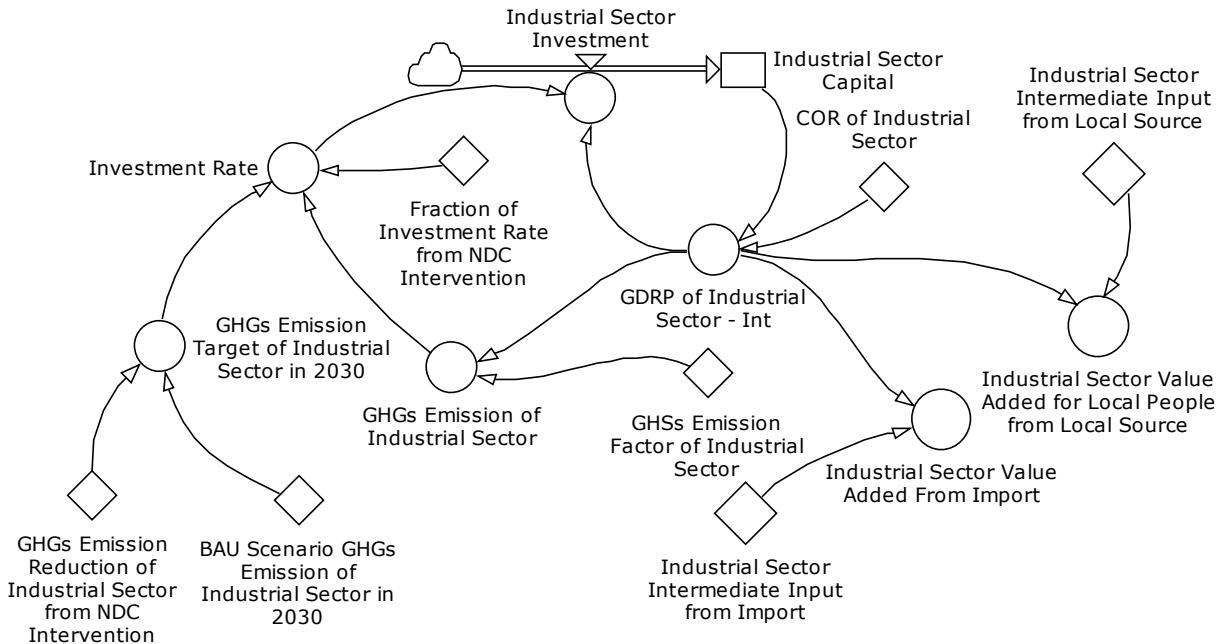 Industrial Sector
Investment
Industrial Sector
Capital
Industrial Sector
Intermediate Input
from Local Source
COR of Industrial
Sector
Investment Rate
Fraction of
Investment Rate
from NDC
Intervention
GDRP of Industrial
Sector - Int
GHGs Emission
Target of Industrial
Sector in 2030
GHGs Emission of
Industrial Sector
GHSs Emission
Factor of Industrial
Sector
Industrial Sector Value
Added for Local People
from Local Source
Industrial Sector Value
Added From Import
GHGs Emission
Reduction of
Industrial Sector
from NDC
Intervention
BAU Scenario GHGs
Emission of
Industrial Sector in
2030
Industrial Sector
Intermediate Input
from Import